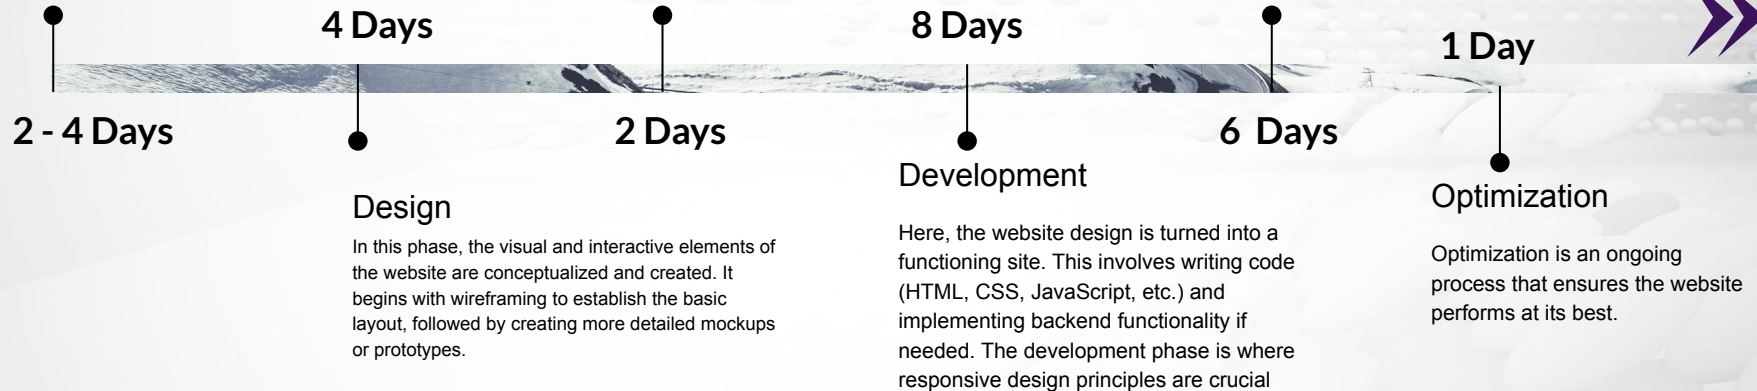 4 Days
8 Days
1 Day
2 - 4 Days
2 Days
6 Days
Design
In this phase, the visual and interactive elements of
the website are conceptualized and created. It
begins with wireframing to establish the basic
layout, followed by creating more detailed mockups
or prototypes.
Development
Here, the website design is turned into a
functioning site. This involves writing code
(HTML, CSS, JavaScript, etc.) and
implementing backend functionality if
needed. The development phase is where
responsive design principles are crucial
Optimization
Optimization is an ongoing
process that ensures the website
performs at its best.